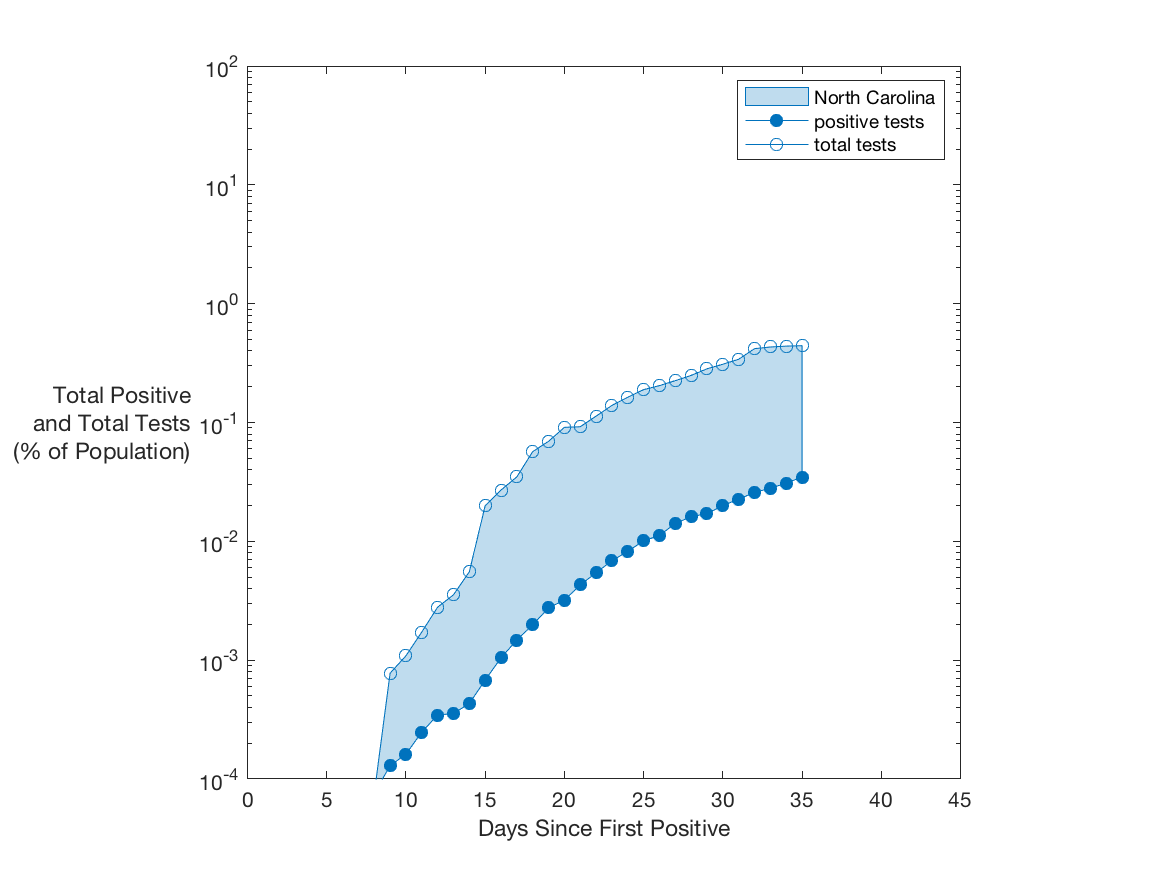 10^2
North Carolina
positive tests
total tests
10^1
10^0
Total Positive
and Total Tests
(% of Population)
10^-1
10^-2
10^-3
10^-4
0 5 10 15 20 25 30 35 40 45
Days Since First Positive